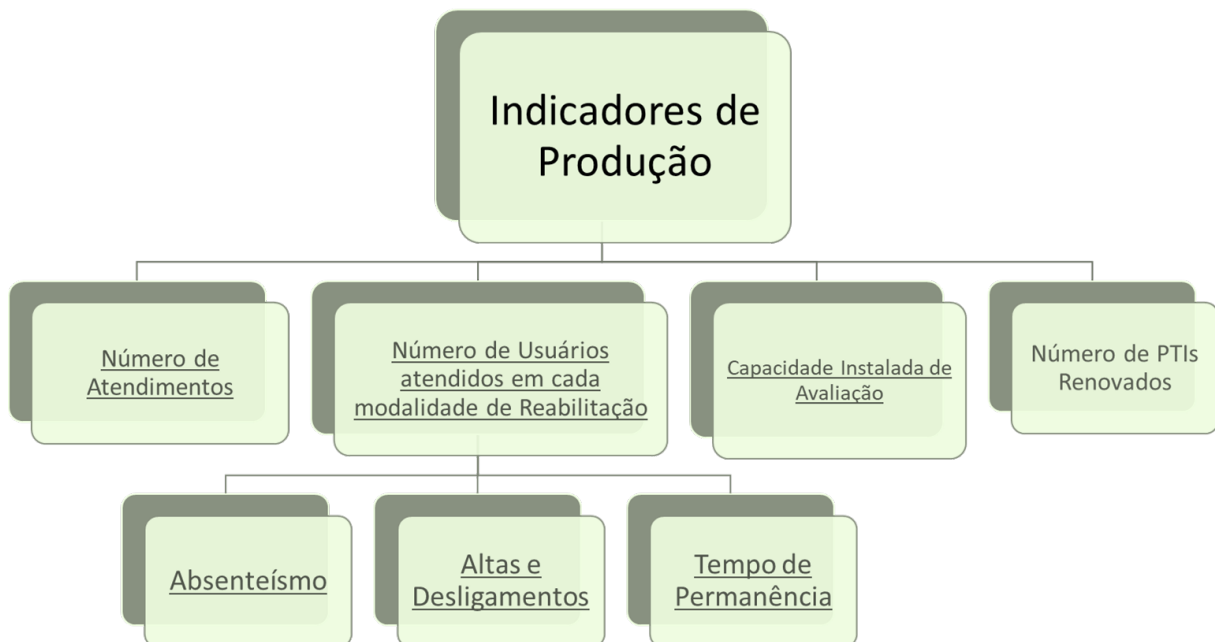 Indicadores de
Produção
Número de
Atendimentos
Número de Usuários
atendidos em cada
modalidade de Reabilitação
Capacidade Instalada de
Avaliação
Número de PTIs
Renovados
Absenteísmo
Altas e
Desligamentos
Tempo de
Permanência